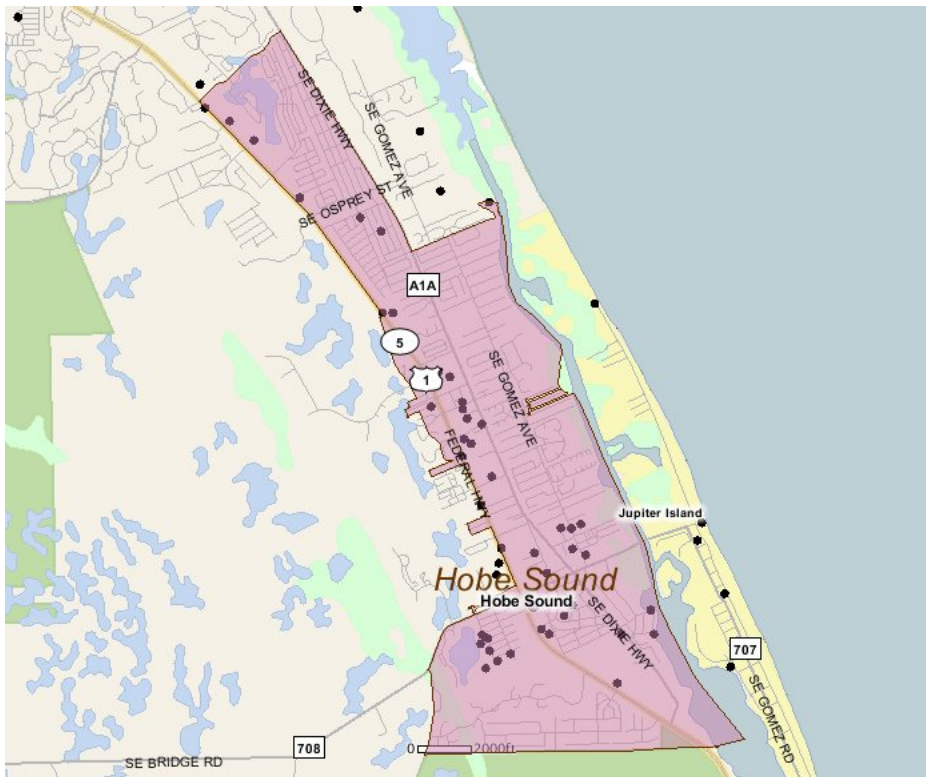 SE DIXIE HWY
SE GOMEZ AVE
SE OSPREY ST
A1A
5
1
SE GOMEZ AVE
FEDERAL HWY
Jupiter Island
Hobe Sound
Hobe Sound
SE DIXIE HWY
707
SE GOMEZ RD
708
0 2000ft
SE BRIDGE RD